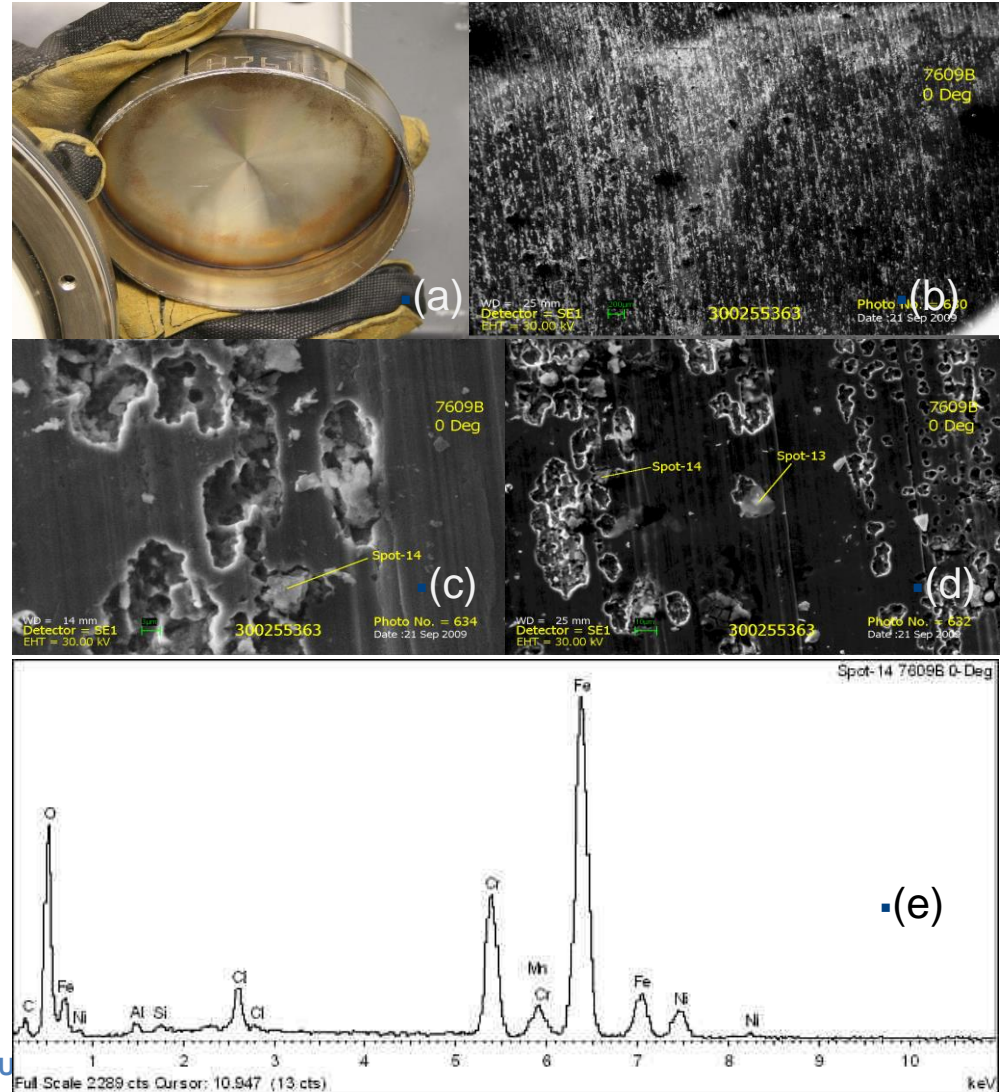 H7611
(a)
7609B
0 Deg
WD = 25 mm
Detector = SE1
EHT = 30.00 kV
200µm
300255363
Photo No. = 630
Date :21 Sep 2009
(b)
7609B
0 Deg
Spot-14
WD = 14 mm
Detector = SE1
EHT = 30.00 kV
300255363
Photo No. = 634
Date :21 Sep 2009
(c)
7609B
0 Deg
Spot-14
Spot-13
WD = 25 mm
Detector = SE1
EHT = 30.00 kV
10µm
300255363
Photo No. = 632
Date :21 Sep 2009
(d)
Spot-14 7609B 0-Deg
Fe
O
Cr
(e)
Mn
Cl
Fe
Cr
Fe
Ni
C
Ni
Al
Si
Cl
Ni
1 2 3 4 5 6 7 8 9 10
U
Full Scale 2289 cts Cursor: 10.947 (13 cts)
keV